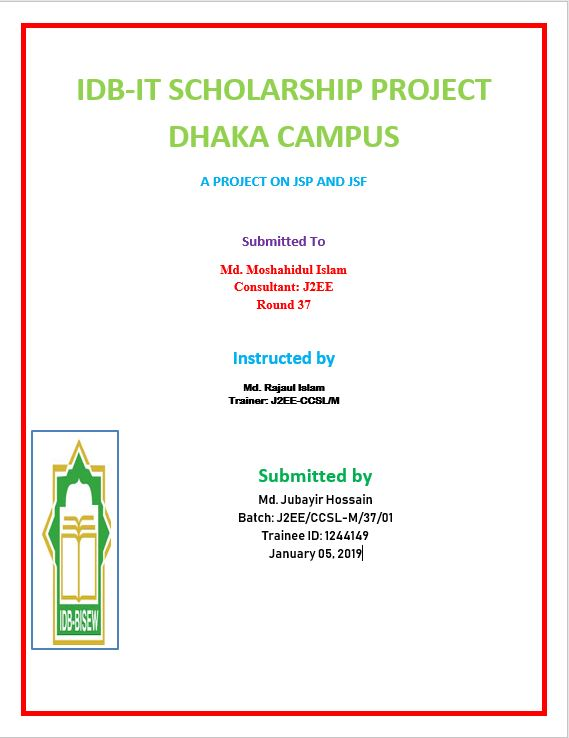 IDB-IT SCHOLARSHIP PROJECT
DHAKA CAMPUS
A PROJECT ON JSP AND JSF
Submitted To
Md. Moshahidul Islam
Consultant: J2EE
Round 37
Instructed by
Md. Rajaul Islam
Trainer: J2EE-CCSL/M
Submitted by
Md. Jubayir Hossain
Batch: J2EE/CCSL-M/37/01
Trainee ID: 1244149
January 05, 2019
IDB-BISEW